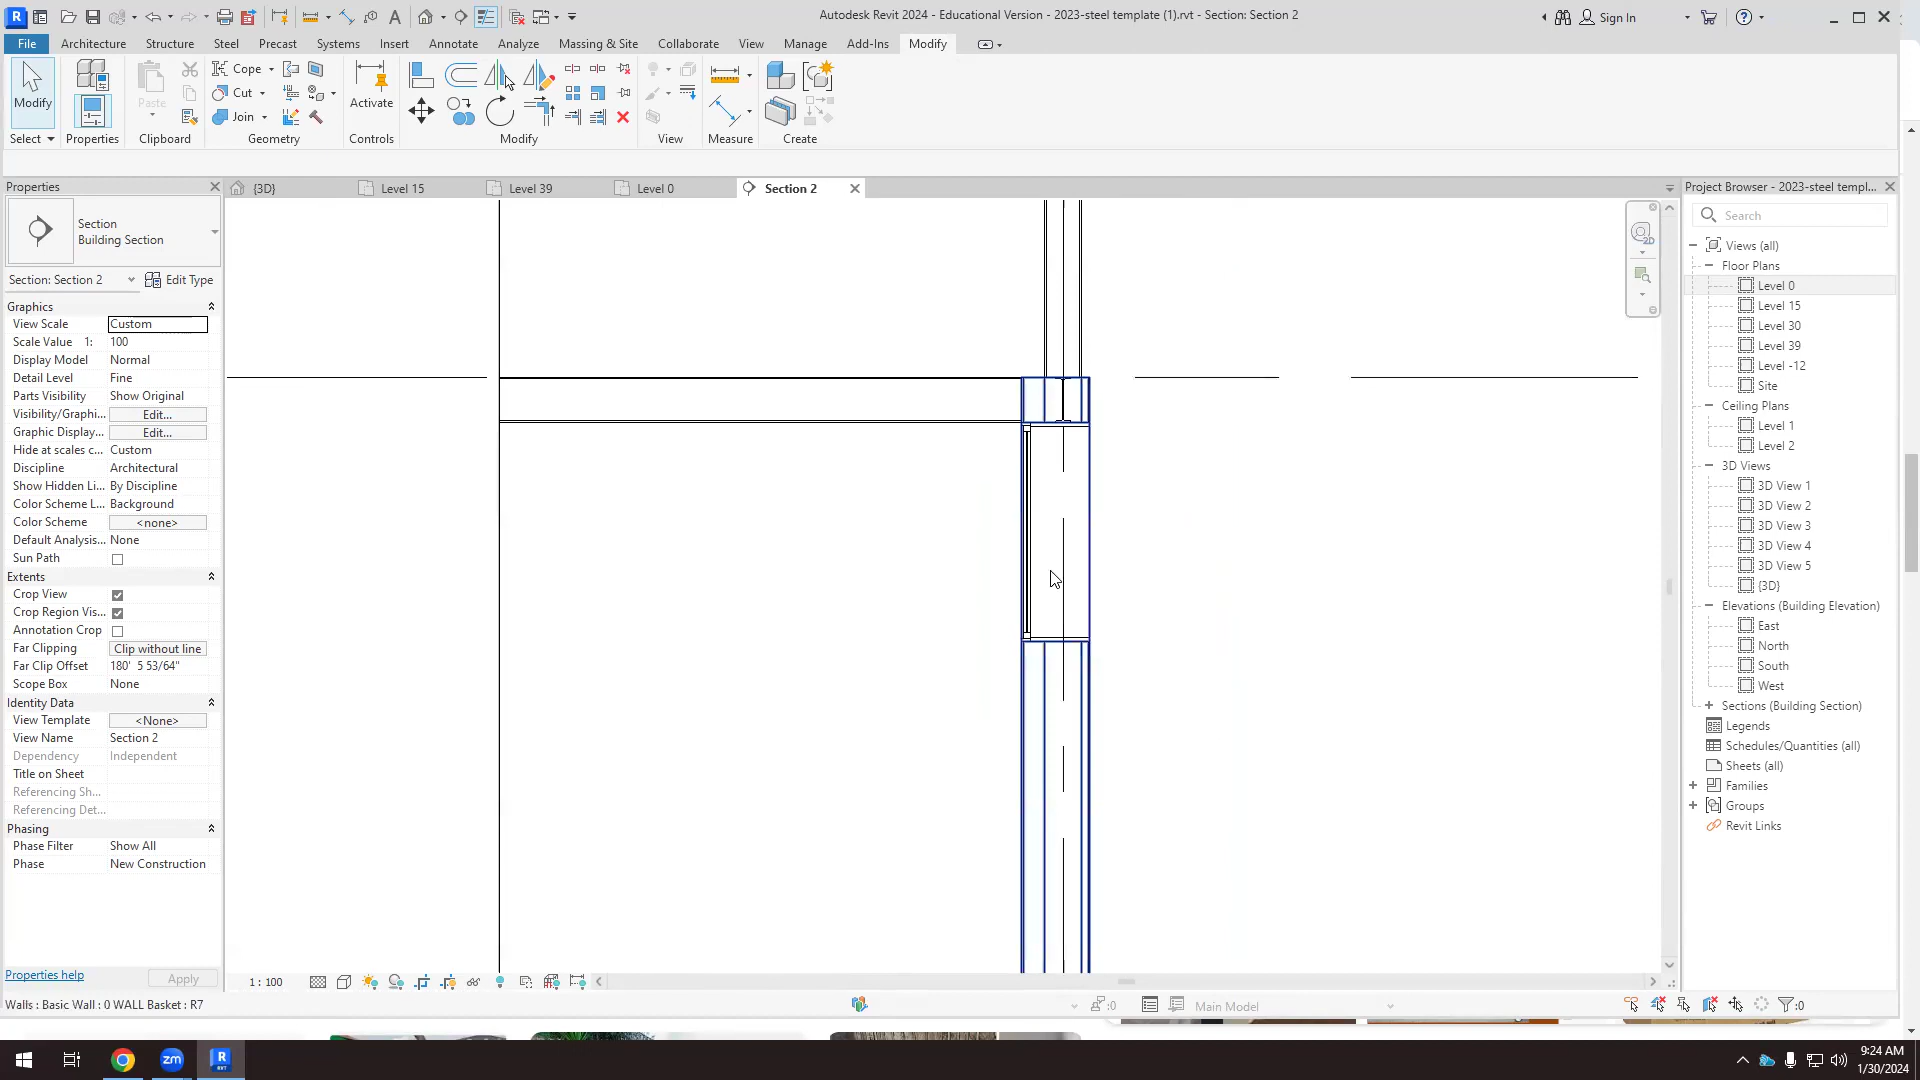 Autodesk Revit 2024 - Educational Version - 2023-steel template (1).rvt - Section: Section 2
Sign In
File
Architecture
Structure
Steel
Precast
Systems
Insert
Annotate
Analyze
Massing & Site
Collaborate
View
Manage
Add-Ins
Modify
Modify
Paste
Cope
Cut
Join
Activate
Select
Properties
Clipboard
Geometry
Controls
Modify
View
Measure
Create
Properties
{3D}
Level 15
Level 39
Level 0
Section 2
Project Browser - 2023-steel templ...
Section
Building Section
Section: Section 2
Edit Type
Graphics
View Scale Custom
Scale Value 1: 100
Display Model Normal
Detail Level Fine
Parts Visibility Show Original
Visibility/Graphi... Edit...
Graphic Display... Edit...
Hide at scales c... Custom
Discipline Architectural
Show Hidden Li... By Discipline
Color Scheme L... Background
Color Scheme <none>
Default Analysis... None
Sun Path
Extents
Crop View
Crop Region Vis...
Annotation Crop
Far Clipping Clip without line
Far Clip Offset 180' 5 53/64"
Scope Box None
Identity Data
View Template <None>
View Name Section 2
Dependency Independent
Title on Sheet
Referencing Sh...
Referencing Det...
Phasing
Phase Filter Show All
Phase New Construction
Properties help
Apply
2D
Search
Views (all)
Floor Plans
Level 0
Level 15
Level 30
Level 39
Level -12
Site
Ceiling Plans
Level 1
Level 2
3D Views
3D View 1
3D View 2
3D View 3
3D View 4
3D View 5
{3D}
Elevations (Building Elevation)
East
North
South
West
Sections (Building Section)
Legends
Schedules/Quantities (all)
Sheets (all)
Families
Groups
Revit Links
1 : 100
Walls : Basic Wall : 0 WALL Basket : R7
:0
Main Model
:0
zm
R
RVT
9:24 AM
1/30/2024